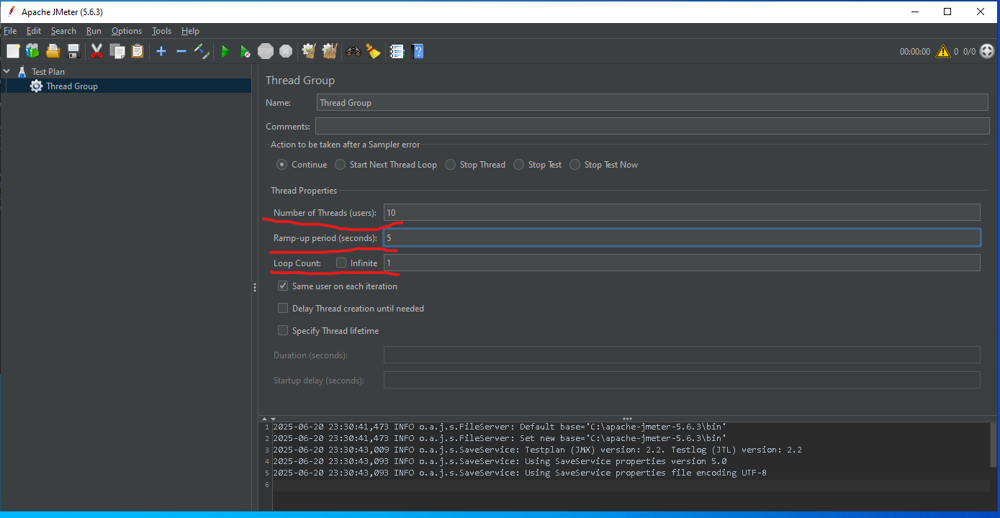 Apache JMeter (5.6.3)
File Edit Search Run Options Tools Help
STOP
00:00:00 0 0/0
Test Plan
Thread Group
Thread Group
Name: Thread Group
Comments:
Action to be taken after a Sampler error
Continue Start Next Thread Loop Stop Thread Stop Test Stop Test Now
Thread Properties
Number of Threads (users): 10
Ramp-up period (seconds): 5
Loop Count: Infinite 1
Same user on each iteration
Delay Thread creation until needed
Specify Thread lifetime
Duration (seconds):
Startup delay (seconds):
1 2025-06-20 23:30:41,473 INFO o.a.j.s.FileServer: Default base='C:\apache-jmeter-5.6.3\bin'
2 2025-06-20 23:30:41,473 INFO o.a.j.s.FileServer: Set new base='C:\apache-jmeter-5.6.3\bin'
3 2025-06-20 23:30:43,009 INFO o.a.j.s.SaveService: Testplan (JMX) version: 2.2. Testlog (JTL) version: 2.2
4 2025-06-20 23:30:43,093 INFO o.a.j.s.SaveService: Using SaveService properties version 5.0
5 2025-06-20 23:30:43,093 INFO o.a.j.s.SaveService: Using SaveService properties file encoding UTF-8
6